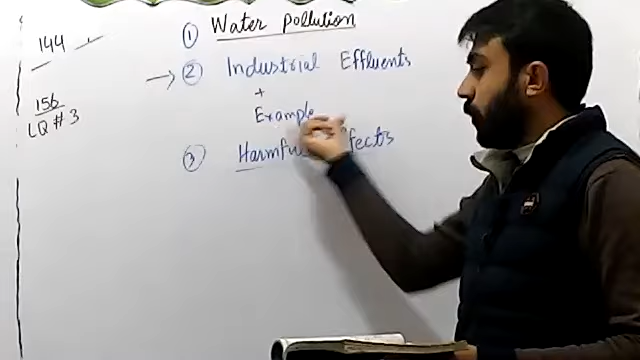 144
156
LQ # 3
① Water pollution
→ ② Industrial Effluents
+
Example
③ Harmful